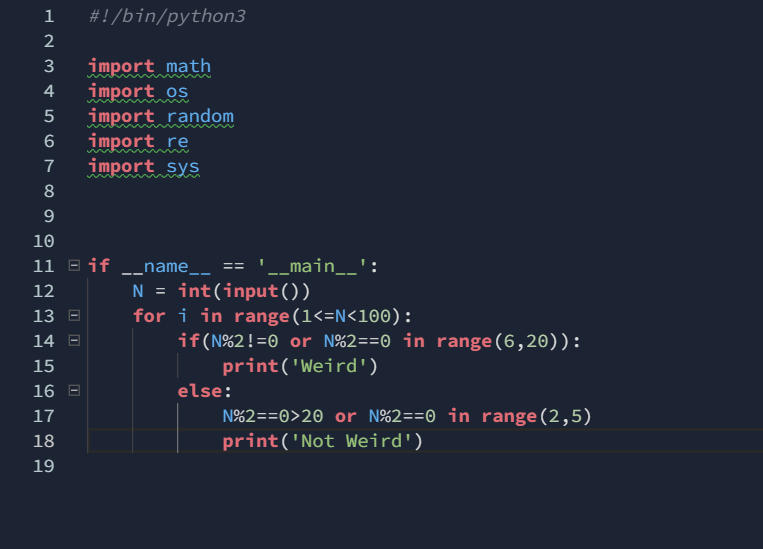 1 #!/bin/python3
2
3 import math
4 import os
5 import random
6 import re
7 import sys
8
9
10
11 if __name__ == '__main__':
12     N = int(input())
13     for i in range(1<=N<100):
14         if(N%2!=0 or N%2==0 in range(6,20)):
15             print('Weird')
16         else:
17             N%2==0>20 or N%2==0 in range(2,5)
18             print('Not Weird')
19